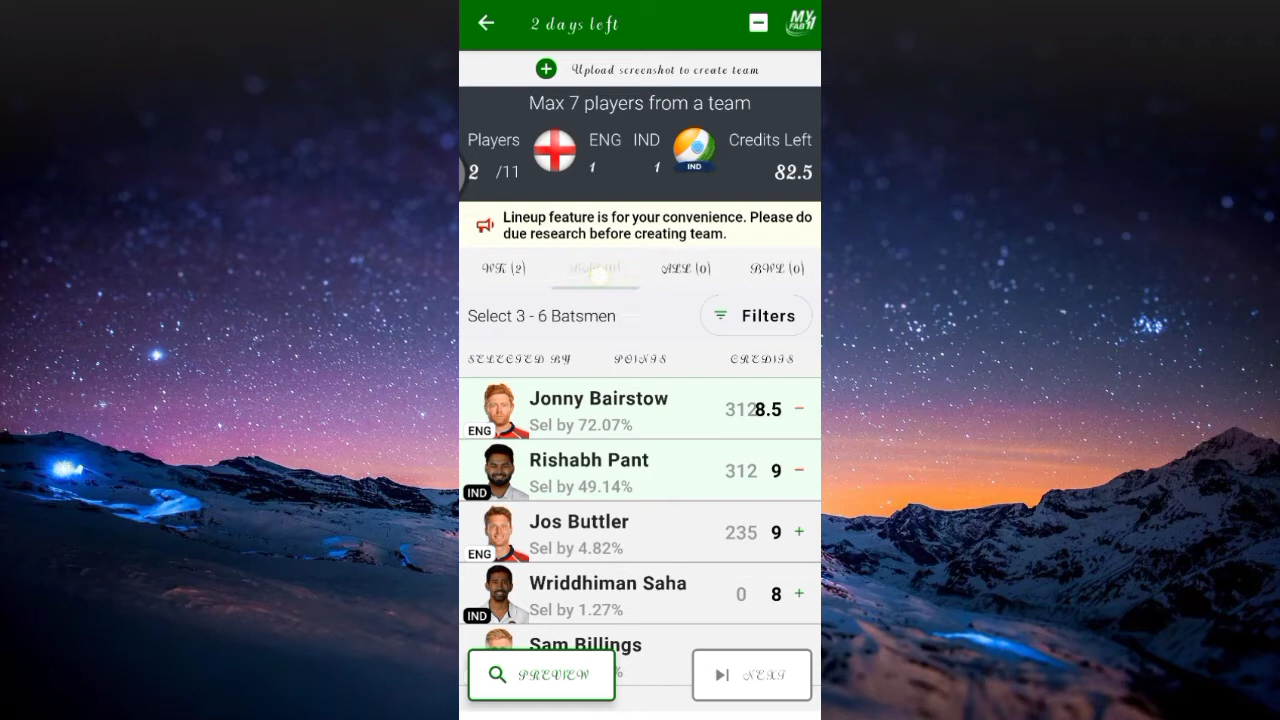 2 days left
MY FAB11
Upload screenshot to create team
Max 7 players from a team
Players ENG IND Credits Left
2 /11 1 1 IND 82.5
Lineup feature is for your convenience. Please do
due research before creating team.
WK (2) BAT (0) ALL (0) BWL (0)
Select 3 - 6 Batsmen Filters
SELECTED BY POINTS CREDITS
Jonny Bairstow 312 8.5
ENG Sel by 72.07%
Rishabh Pant 312 9
IND Sel by 49.14%
Jos Buttler 235 9
ENG Sel by 4.82%
Wriddhiman Saha 0 8
IND Sel by 1.27%
Sam Billings
%
PREVIEW NEXT